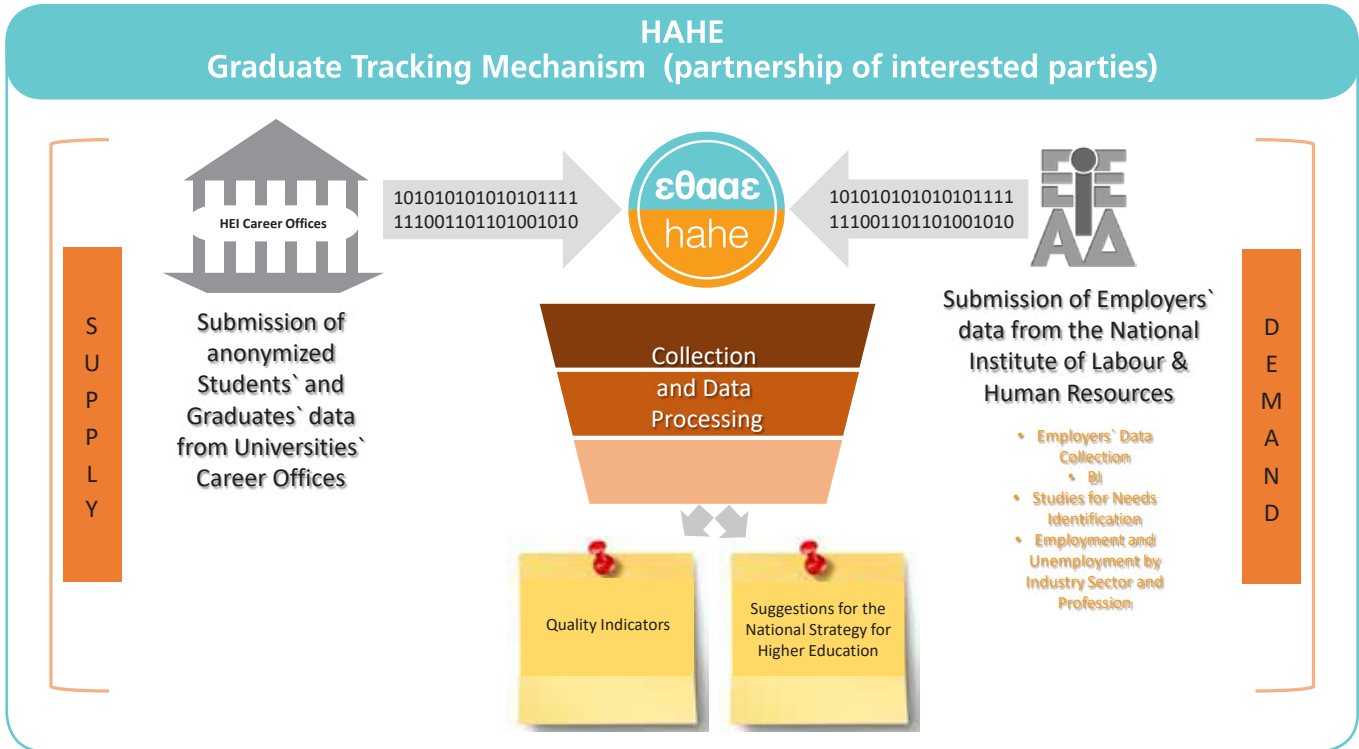 HAHE
Graduate Tracking Mechanism (partnership of interested parties)
S
U
P
P
L
Y
HEI Career Offices
Submission of
anonymized
Students` and
Graduates` data
from Universities`
Career Offices
101010101010101111
111001101101001010
εθααε
hahe
101010101010101111
111001101101001010
ΕΙΕΑΔ
Submission of Employers`
data from the National
Institute of Labour &
Human Resources
• Employers` Data
Collection
• BI
• Studies for Needs
Identification
• Employment and
Unemployment by
Industry Sector and
Profession
D
E
M
A
N
D
Collection
and Data
Processing
Quality Indicators
Suggestions for the
National Strategy for
Higher Education